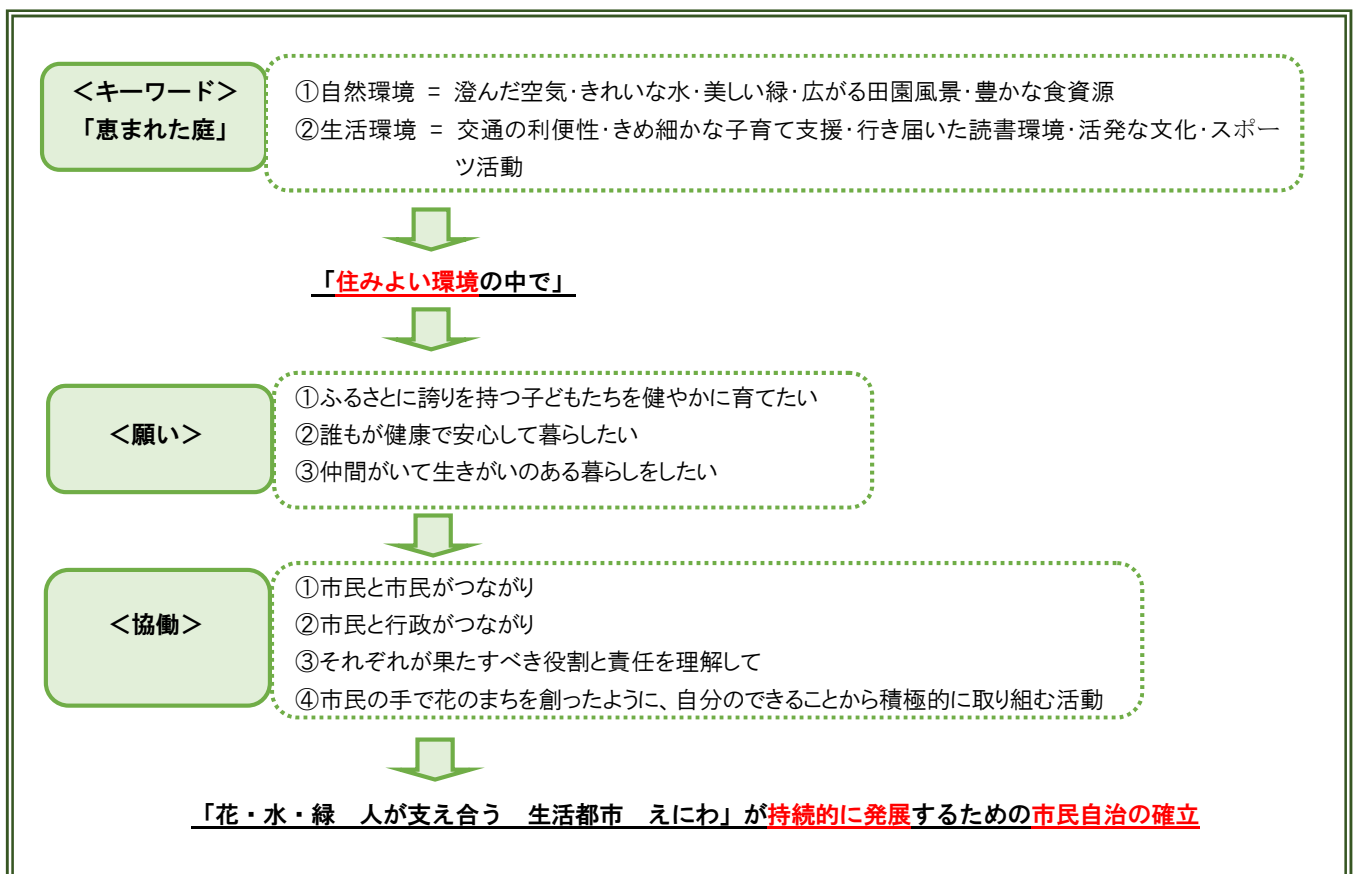 ＜キーワード＞
「恵まれた庭」
①自然環境 = 澄んだ空気・きれいな水・美しい緑・広がる田園風景・豊かな食資源
②生活環境 = 交通の利便性・きめ細かな子育て支援・行き届いた読書環境・活発な文化・スポー
ツ活動
「住みよい環境の中で」
＜願い＞
①ふるさとに誇りを持つ子どもたちを健やかに育てたい
②誰もが健康で安心して暮らしたい
③仲間がいて生きがいのある暮らしをしたい
＜協働＞
①市民と市民がつながり
②市民と行政がつながり
③それぞれが果たすべき役割と責任を理解して
④市民の手で花のまちを創ったように、自分のできることから積極的に取り組む活動
「花・水・緑　人が支え合う　生活都市　えにわ」が持続的に発展するための市民自治の確立